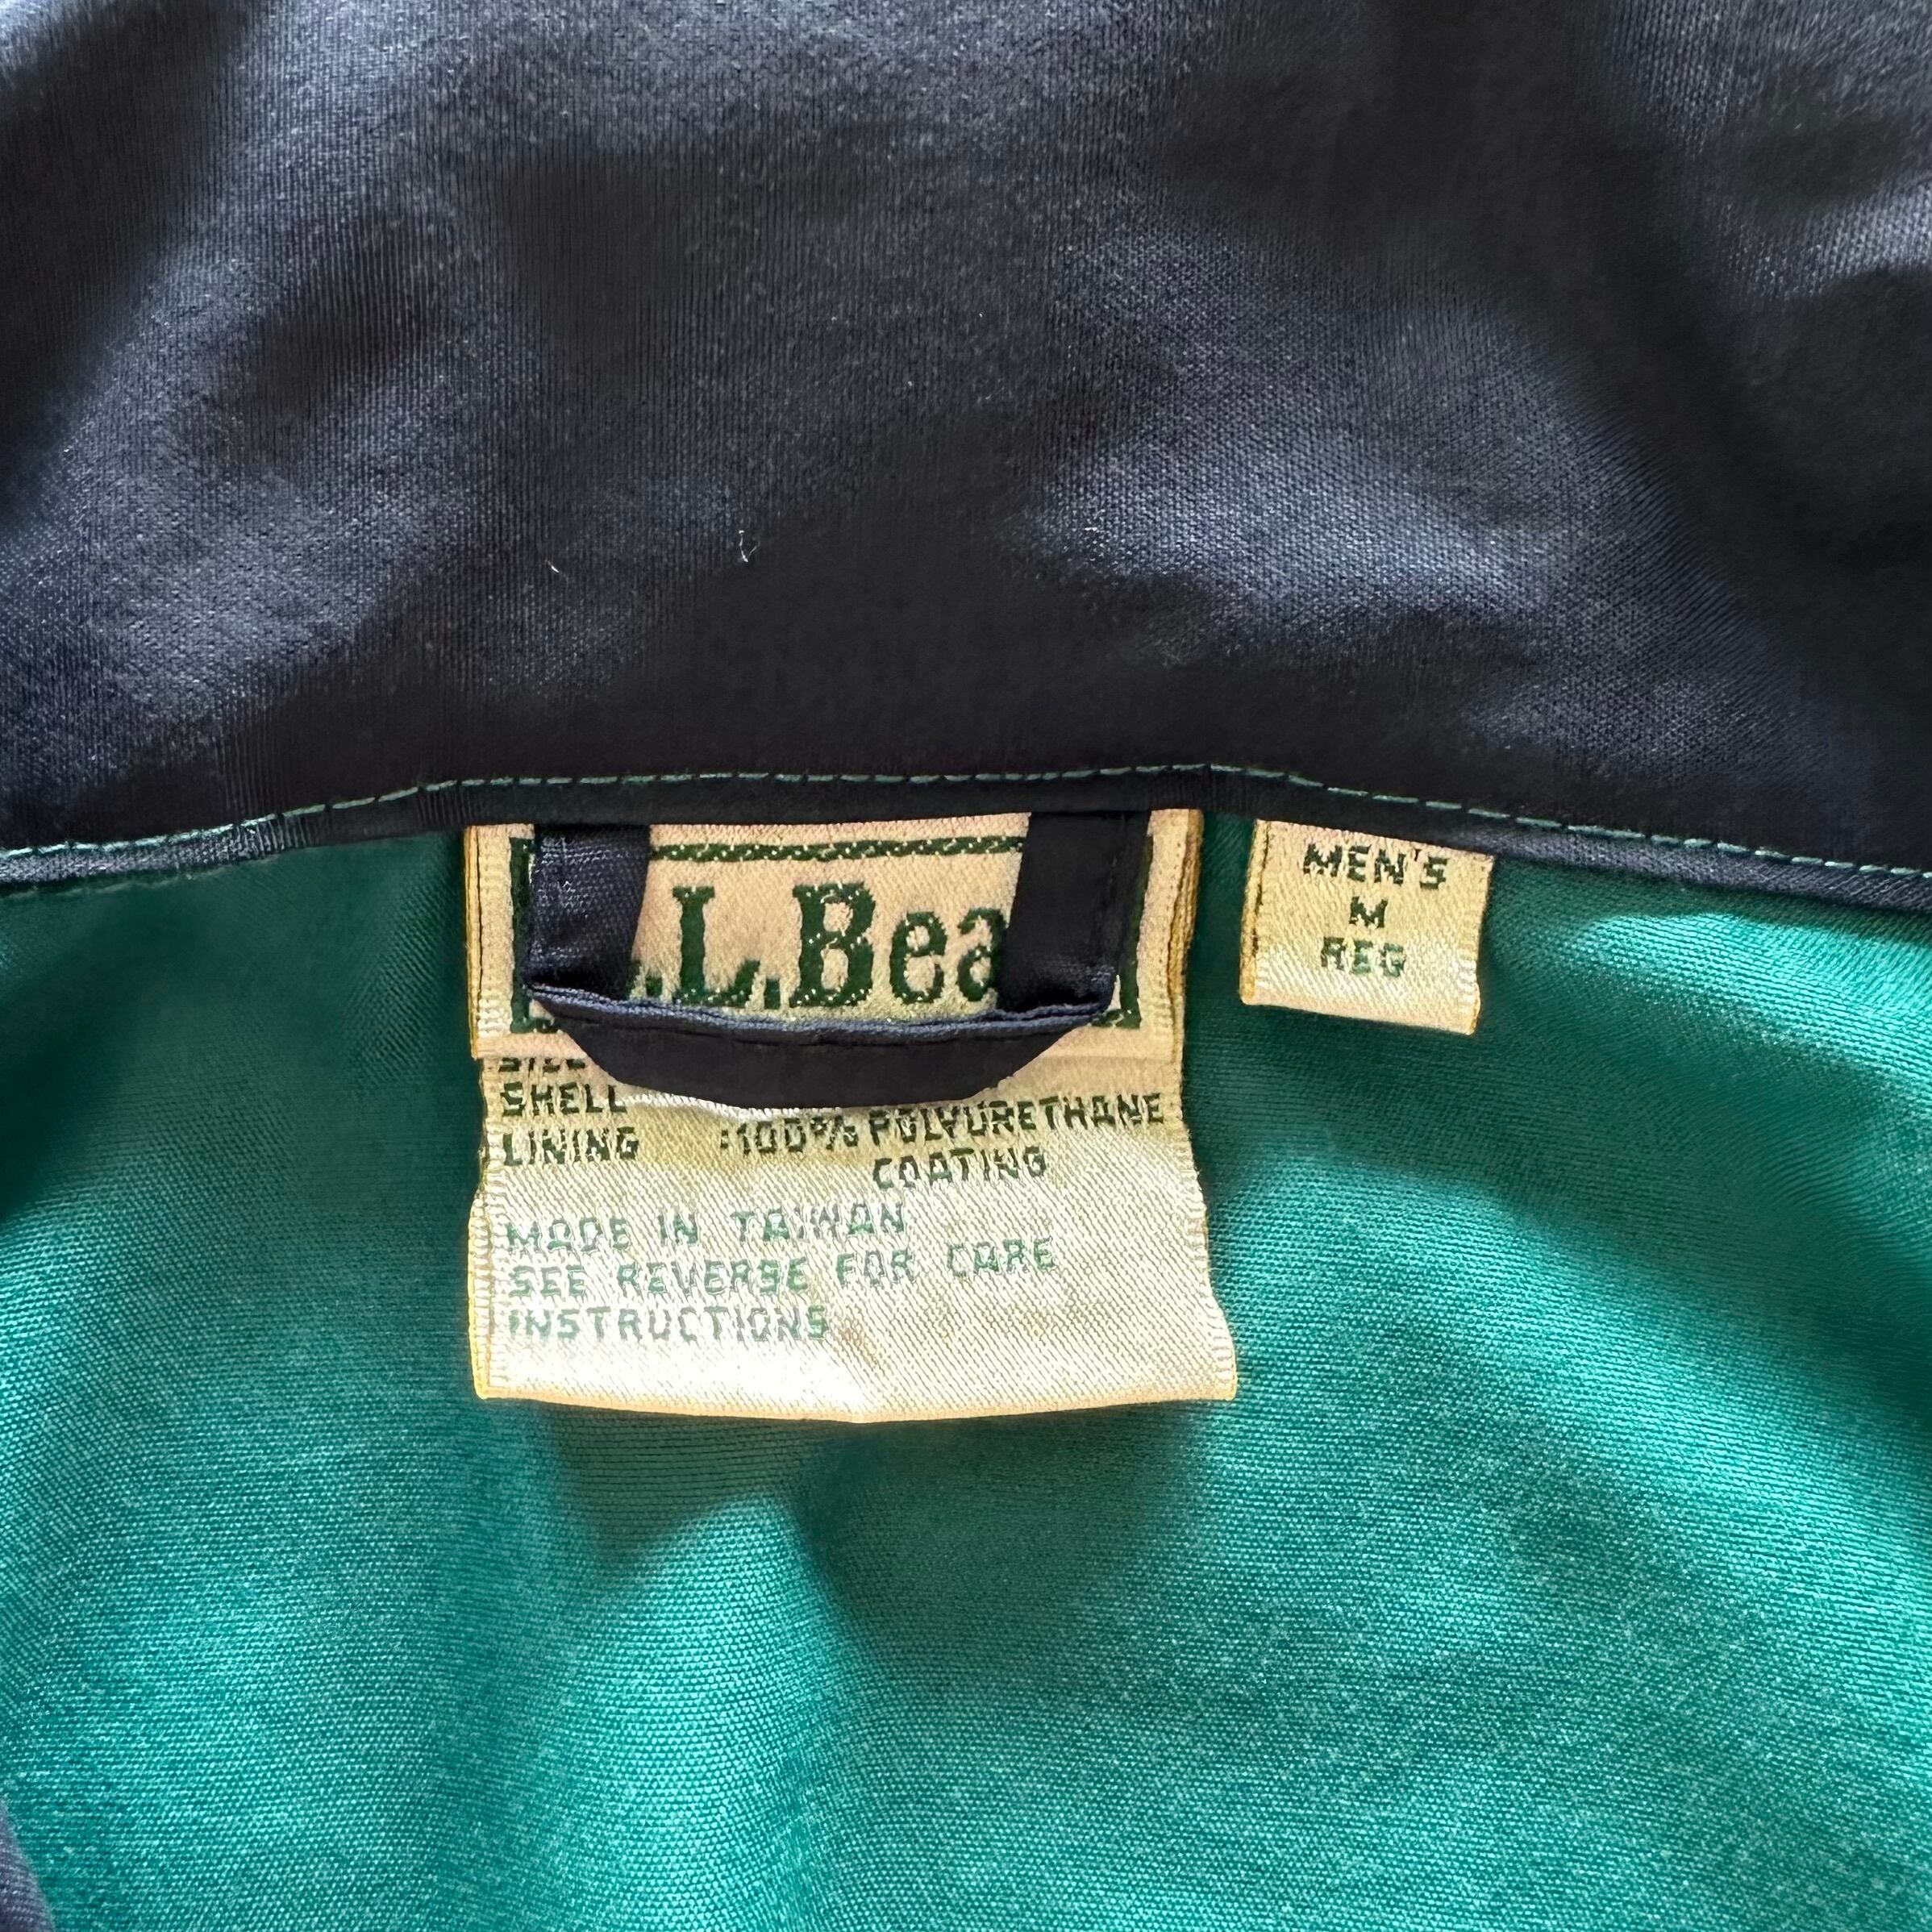 .L.Bea
MEN'S
M
REG
SHELL
LINING :100% POLYURETHANE
COATING
MADE IN TAIWAN
SEE REVERSE FOR CARE
INSTRUCTIONS